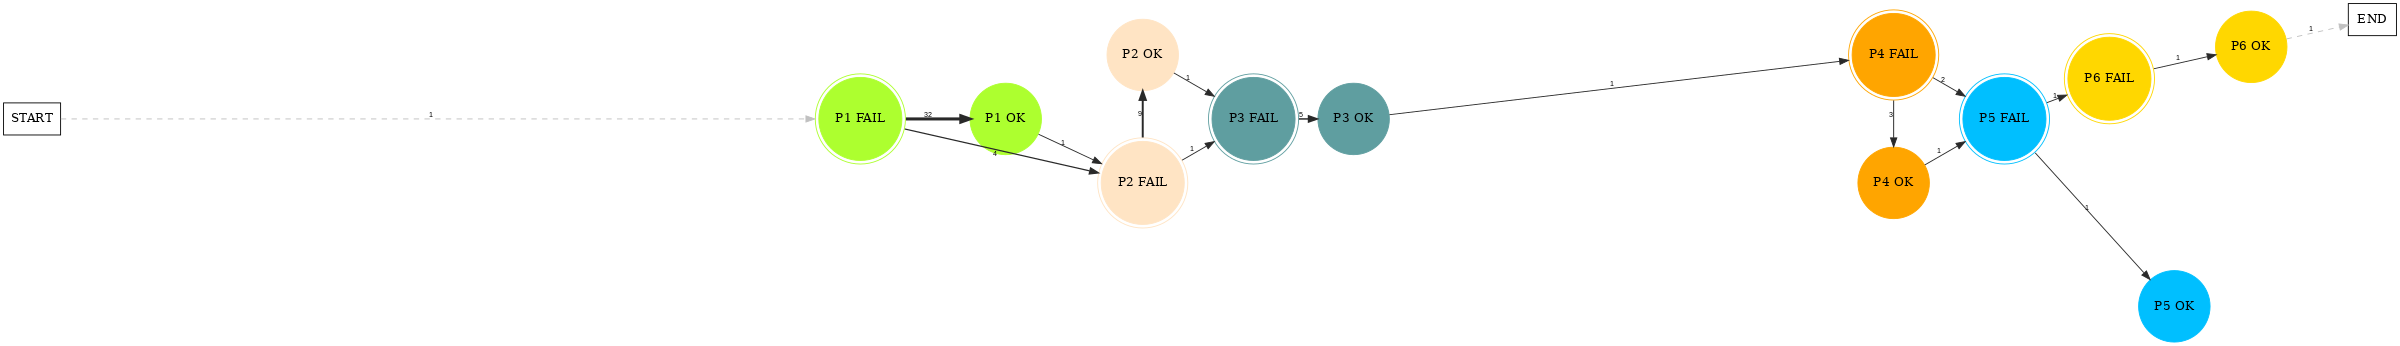 START
1
P1 FAIL
32
P1 OK
4
1
P2 OK
9
P2 FAIL
1
1
P3 FAIL
5
P3 OK
1
P4 FAIL
3
2
P4 OK
1
P5 FAIL
1
1
P5 OK
P6 FAIL
1
P6 OK
1
END